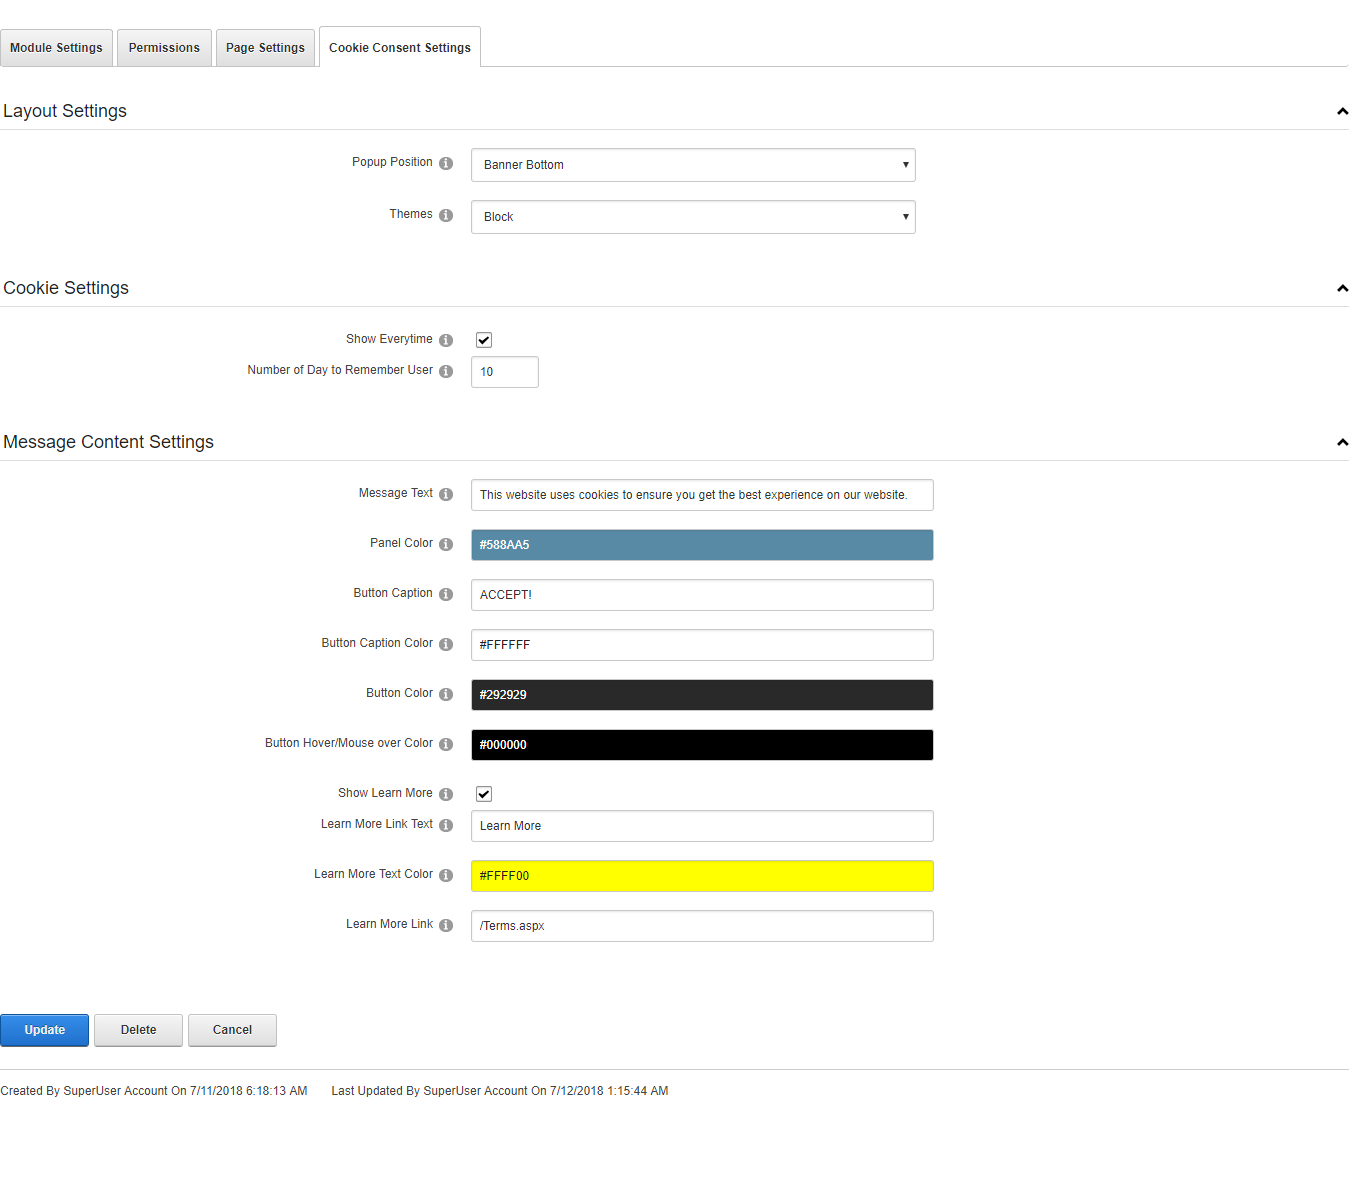 Module Settings Permissions Page Settings Cookie Consent Settings
Layout Settings
Popup Position Banner Bottom
Themes Block
Cookie Settings
Show Everytime
Number of Day to Remember User 10
Message Content Settings
Message Text This website uses cookies to ensure you get the best experience on our website.
Panel Color #588AA5
Button Caption ACCEPT!
Button Caption Color #FFFFFF
Button Color #292929
Button Hover/Mouse over Color #000000
Show Learn More
Learn More Link Text Learn More
Learn More Text Color #FFFF00
Learn More Link /Terms.aspx
Update Delete Cancel
Created By SuperUser Account On 7/11/2018 6:18:13 AM Last Updated By SuperUser Account On 7/12/2018 1:15:44 AM